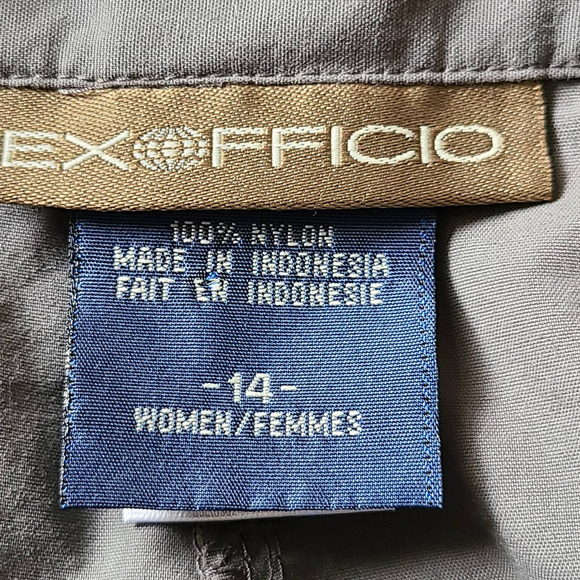 EXOFFICIO
100% NYLON
MADE IN INDONESIA
FAIT EN INDONESIE
-14-
WOMEN/FEMMES